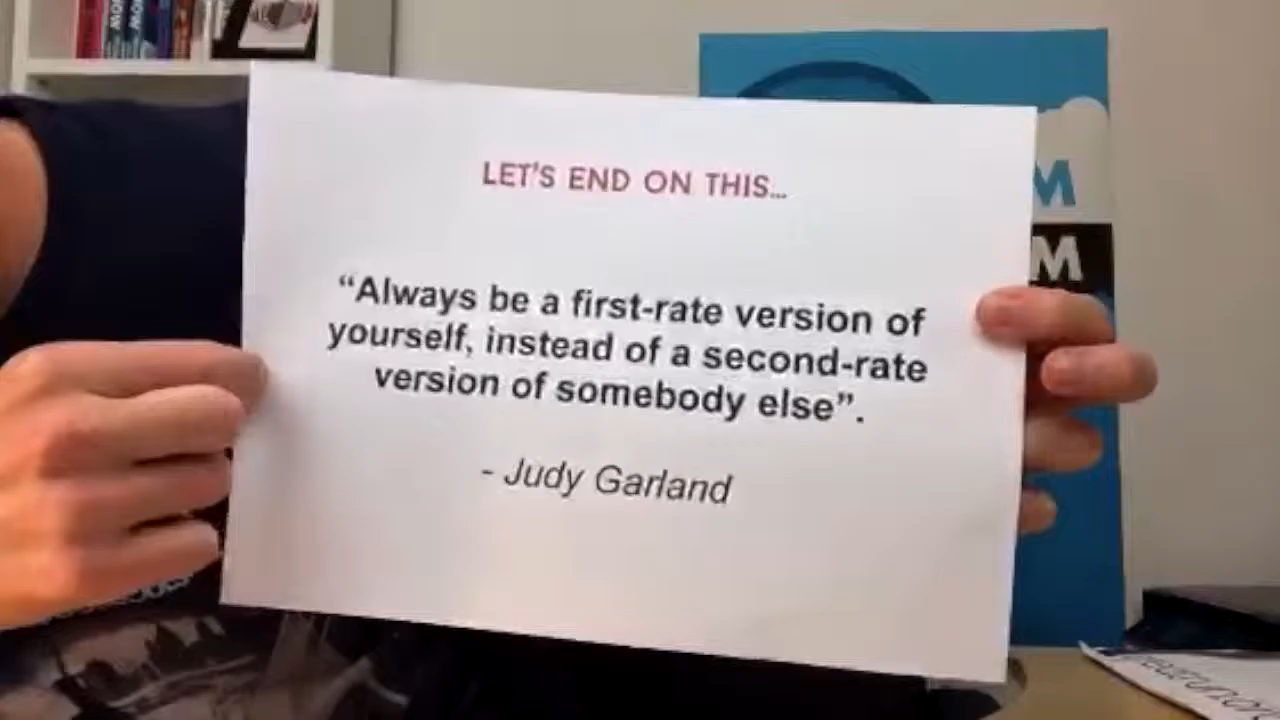 LET'S END ON THIS...
“Always be a first-rate version of
yourself, instead of a second-rate
version of somebody else”.
- Judy Garland
M
M